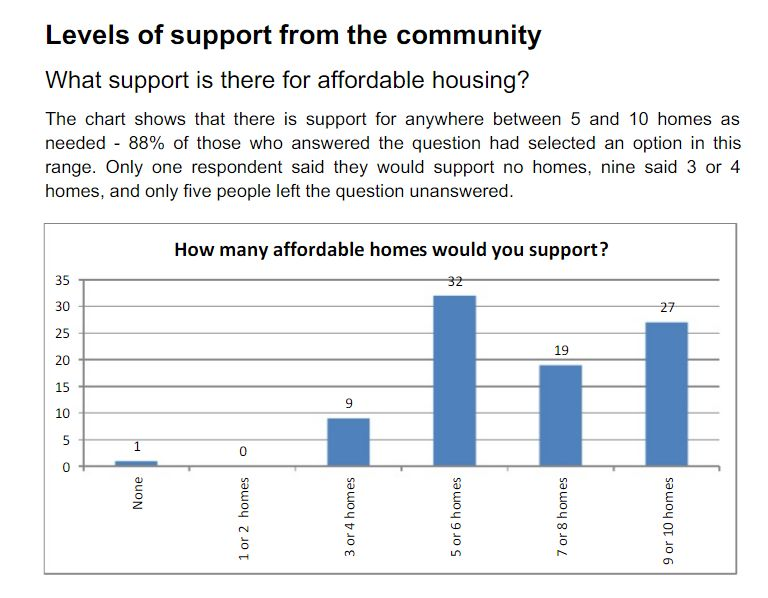 Levels of support from the community
What support is there for affordable housing?
The chart shows that there is support for anywhere between 5 and 10 homes as
needed - 88% of those who answered the question had selected an option in this
range. Only one respondent said they would support no homes, nine said 3 or 4
homes, and only five people left the question unanswered.
How many affordable homes would you support?
35
30
25
20
15
10
5
0
1
0
9
32
19
27
None
1 or 2 homes
3 or 4 homes
5 or 6 homes
7 or 8 homes
9 or 10 homes